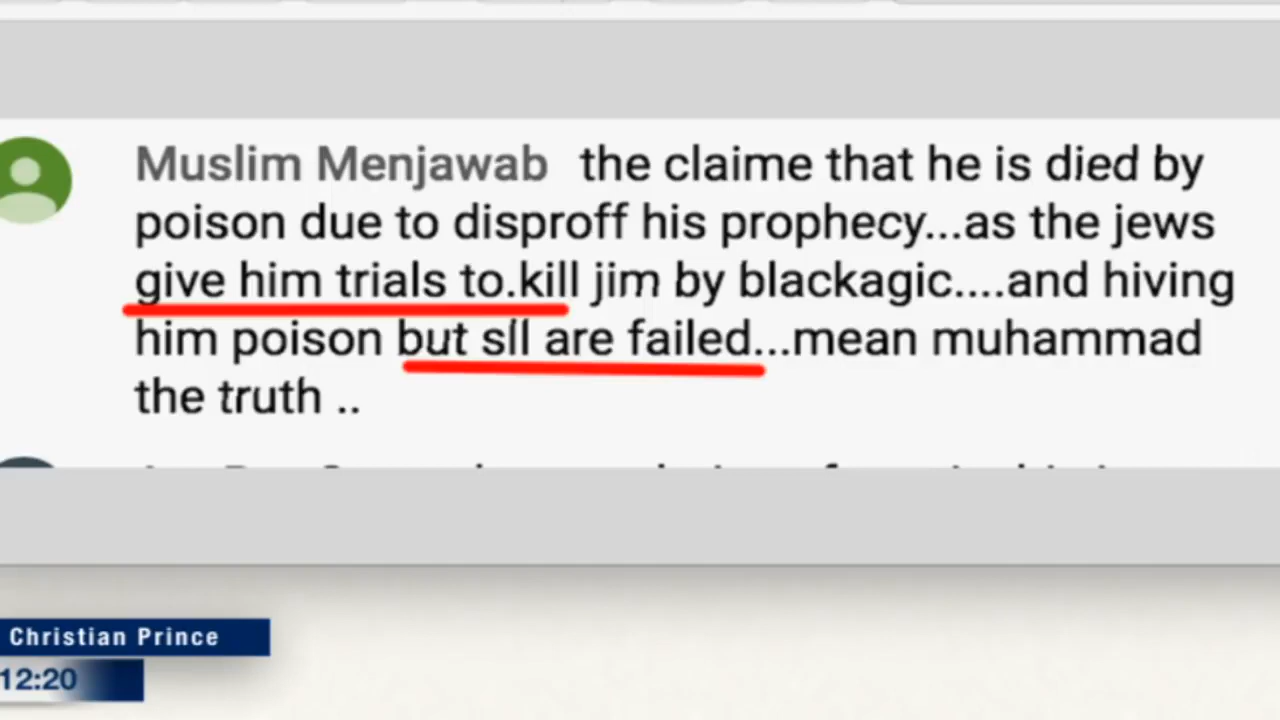 Muslim Menjawab the claime that he is died by
poison due to disproff his prophecy...as the jews
give him trials to.kill jim by blackagic....and hiving
him poison but sll are failed...mean muhammad
the truth ..
Christian Prince
12:20